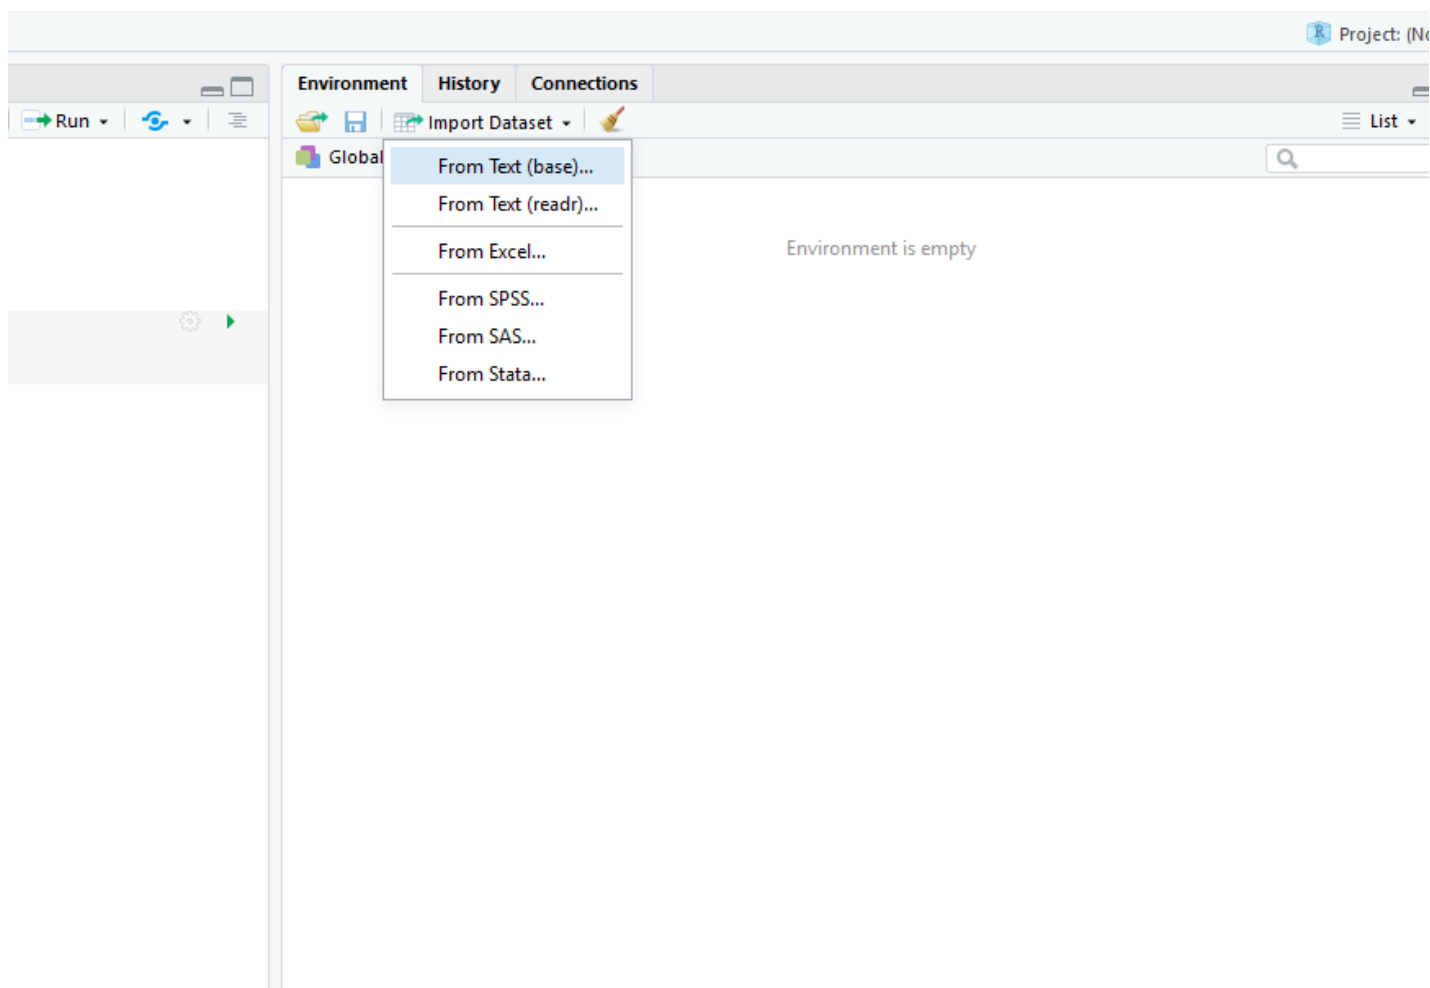 Project: (No
Environment History Connections
Run Import Dataset List
Global
From Text (base)...
From Text (readr)...
From Excel...
From SPSS...
From SAS...
From Stata...
Environment is empty